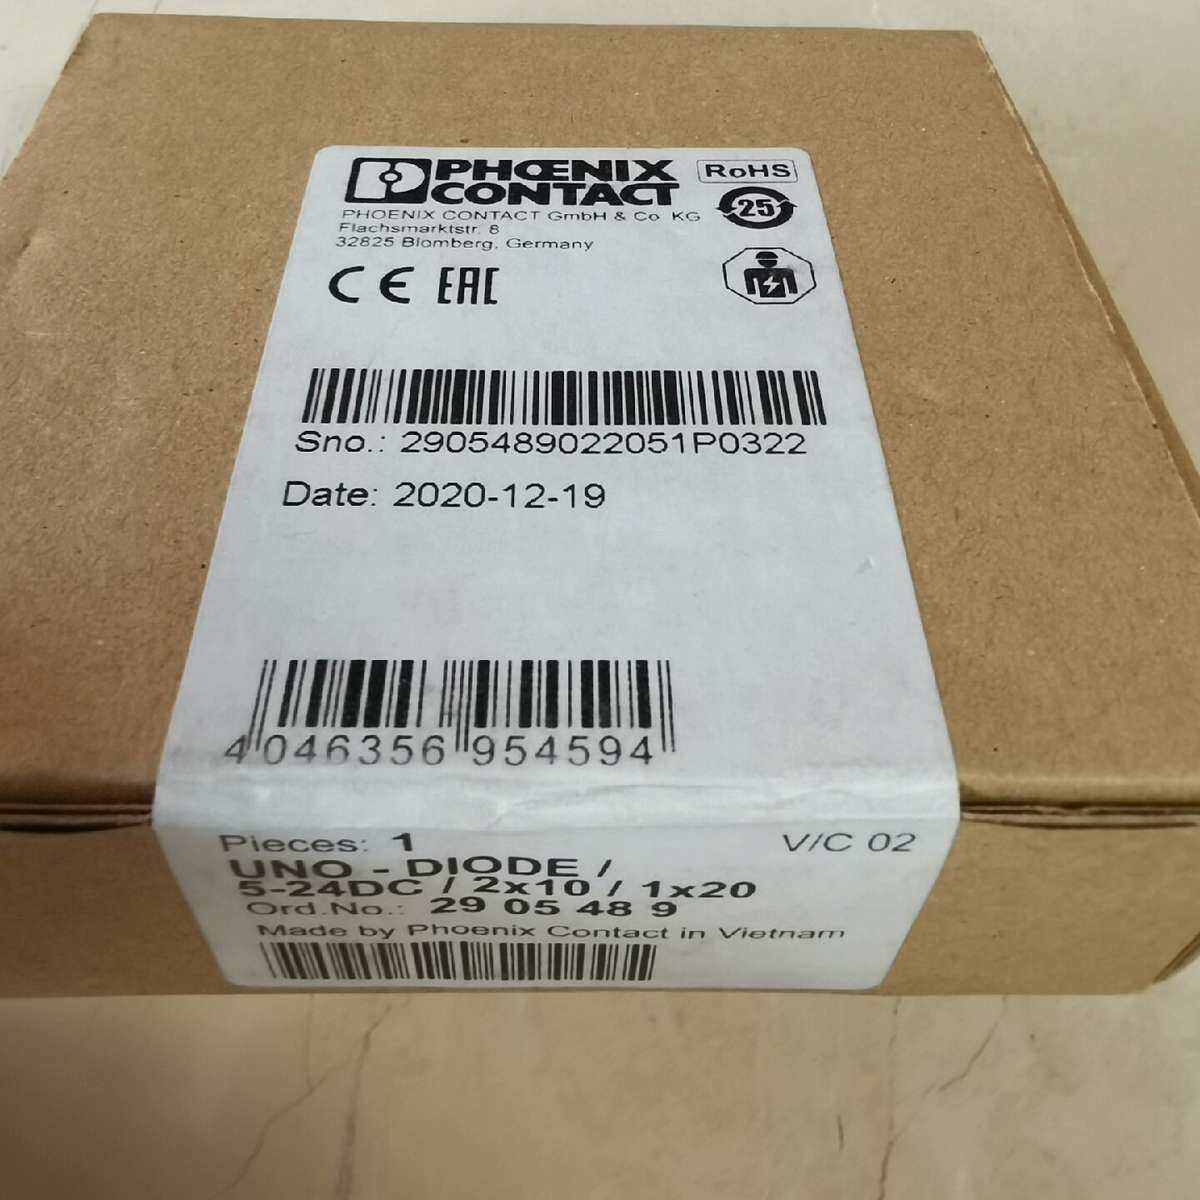 PHŒNIX
CONTACT
RoHS
25
PHOENIX CONTACT GmbH & Co. KG
Flachsmarktstr. 8
32825 Blomberg, Germany
CE EAC
Sno.: 2905489022051P0322
Date: 2020-12-19
4 046356 954594
Pieces: 1 V/C 02
UNO - DIODE /
5-24DC / 2x10 / 1x20
Ord.No.: 29 05 48 9
Made by Phoenix Contact in Vietnam